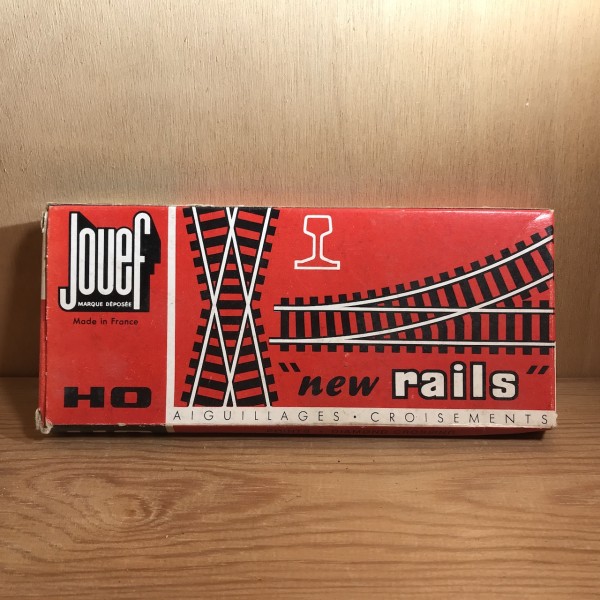 Jouef
MARQUE DÉPOSÉE
Made in France
HO
"new rails"
AIGUILLAGES · CROISEMENTS